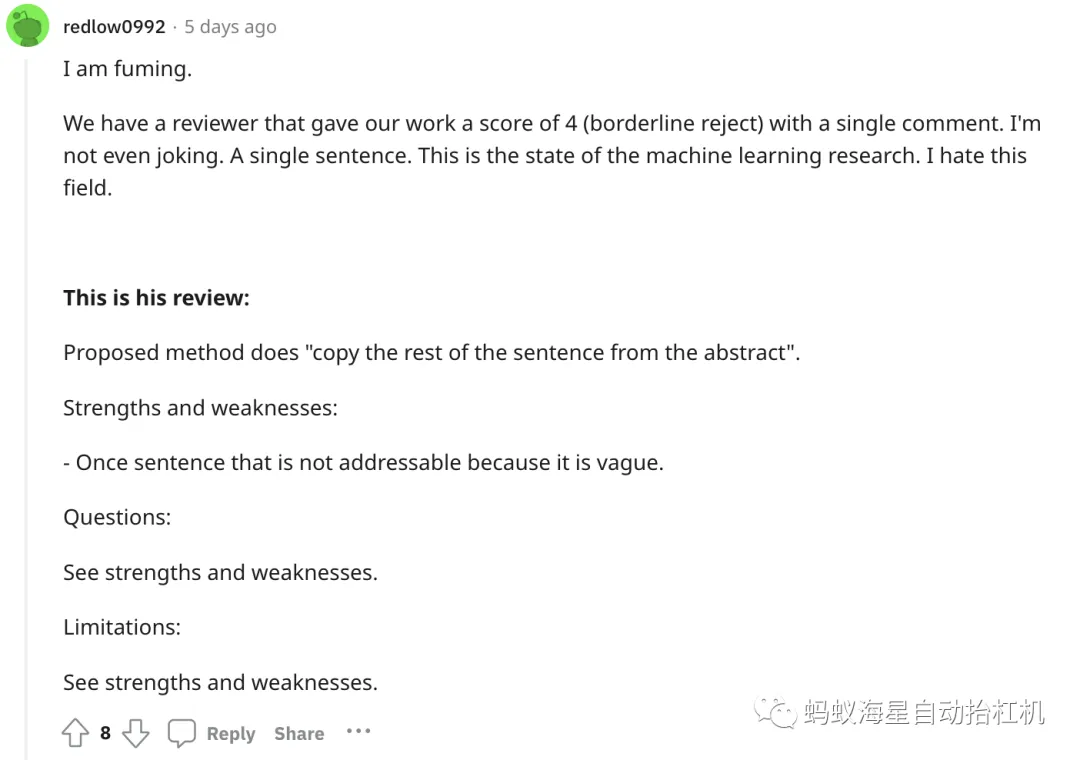 redlow0992 · 5 days ago
I am fuming.
We have a reviewer that gave our work a score of 4 (borderline reject) with a single comment. I'm
not even joking. A single sentence. This is the state of the machine learning research. I hate this
field.
This is his review:
Proposed method does "copy the rest of the sentence from the abstract".
Strengths and weaknesses:
- Once sentence that is not addressable because it is vague.
Questions:
See strengths and weaknesses.
Limitations:
See strengths and weaknesses.
8 Reply Share ···
蚂蚁海星自动抬杠机